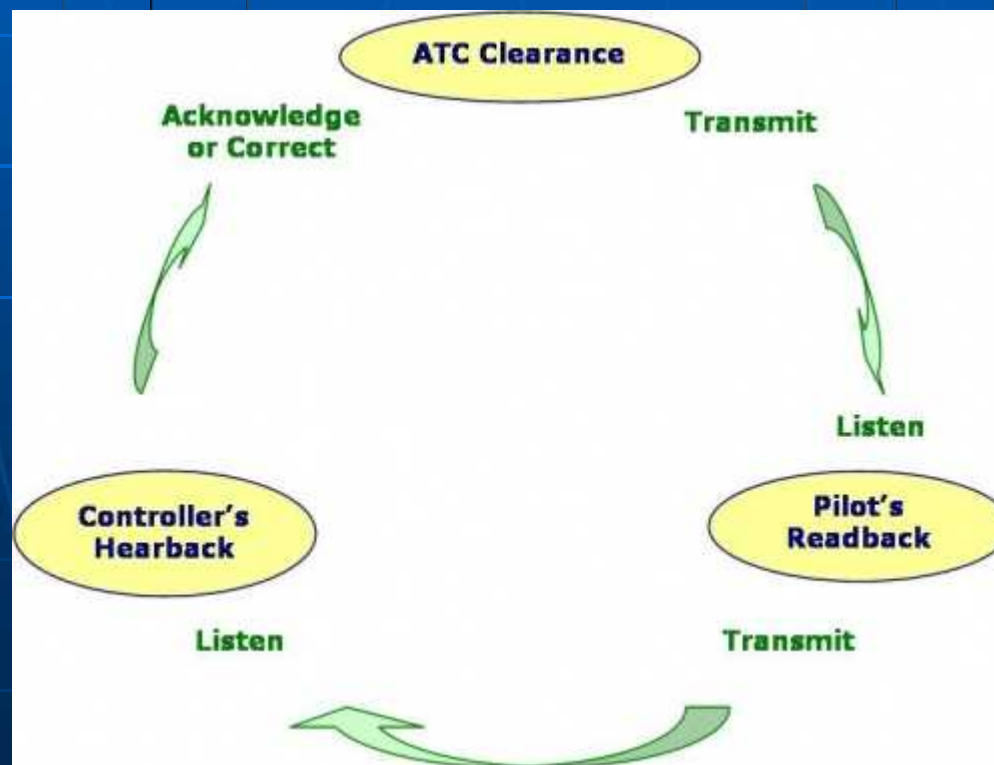 ATC Clearance
Acknowledge
or Correct
Transmit
Listen
Controller's
Hearback
Pilot's
Readback
Listen
Transmit